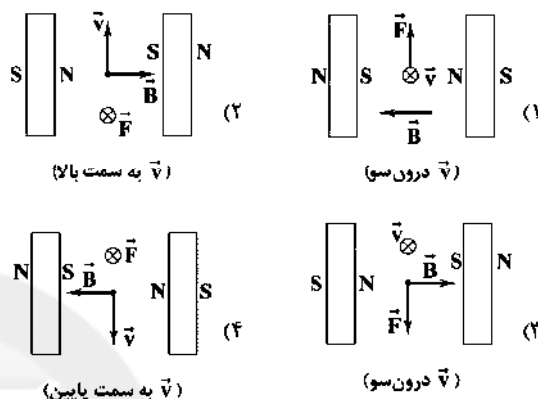 F⃗
N S ⊗ v⃗ N S
B⃗
۱)
(v⃗ درون‌سو)
v⃗
S N S N
B⃗
⊗ F⃗
۲)
(v⃗ به سمت بالا)
v⃗
⊗
S N B⃗ S N
F⃗
۳)
(v⃗ درون‌سو)
⊗ F⃗
N S B⃗ N S
v⃗
۴)
(v⃗ به سمت پایین)